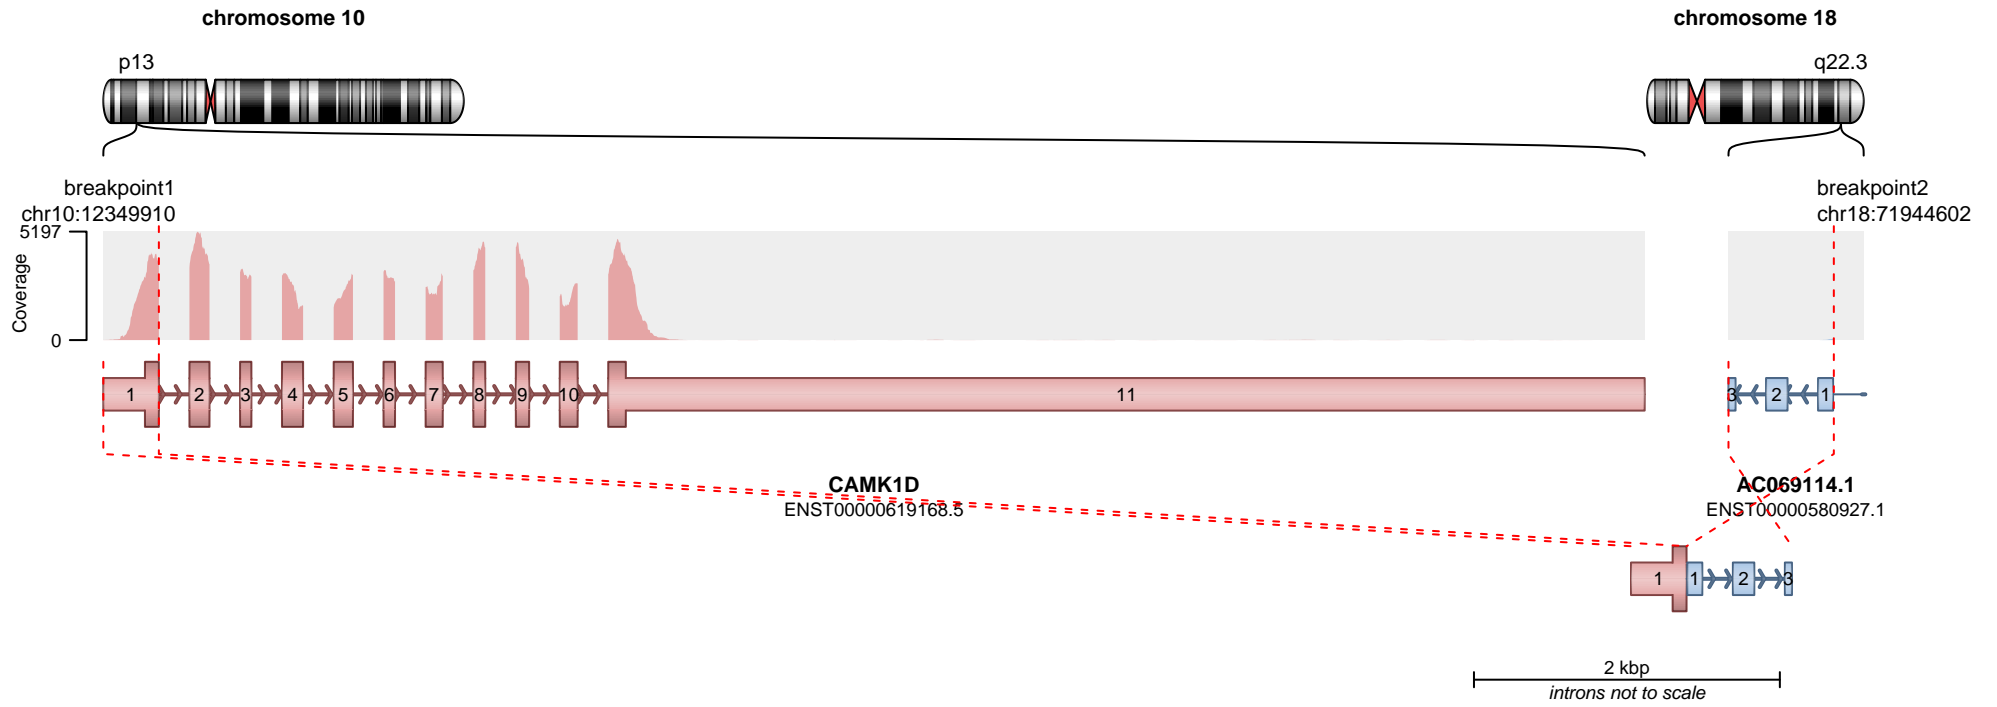 chromosome 10
chromosome 18
p13
q22.3
breakpoint1
chr10:12349910
breakpoint2
chr18:71944602
5197
Coverage
0
1 2 3 4 5 6 7 8 9 10 11
3 2 1
CAMK1D
ENST00000619168.5
AC069114.1
ENST00000580927.1
1 1 2 3
2 kbp
introns not to scale